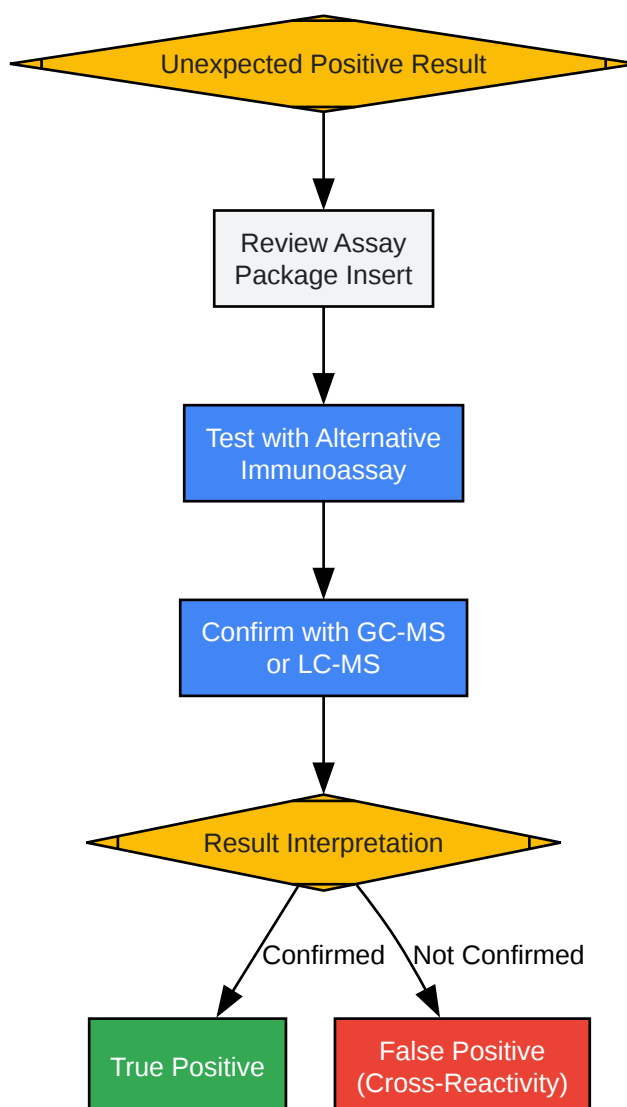 Unexpected Positive Result
Review Assay
Package Insert
Test with Alternative
Immunoassay
Confirm with GC-MS
or LC-MS
Result Interpretation
Confirmed
Not Confirmed
True Positive
False Positive
(Cross-Reactivity)